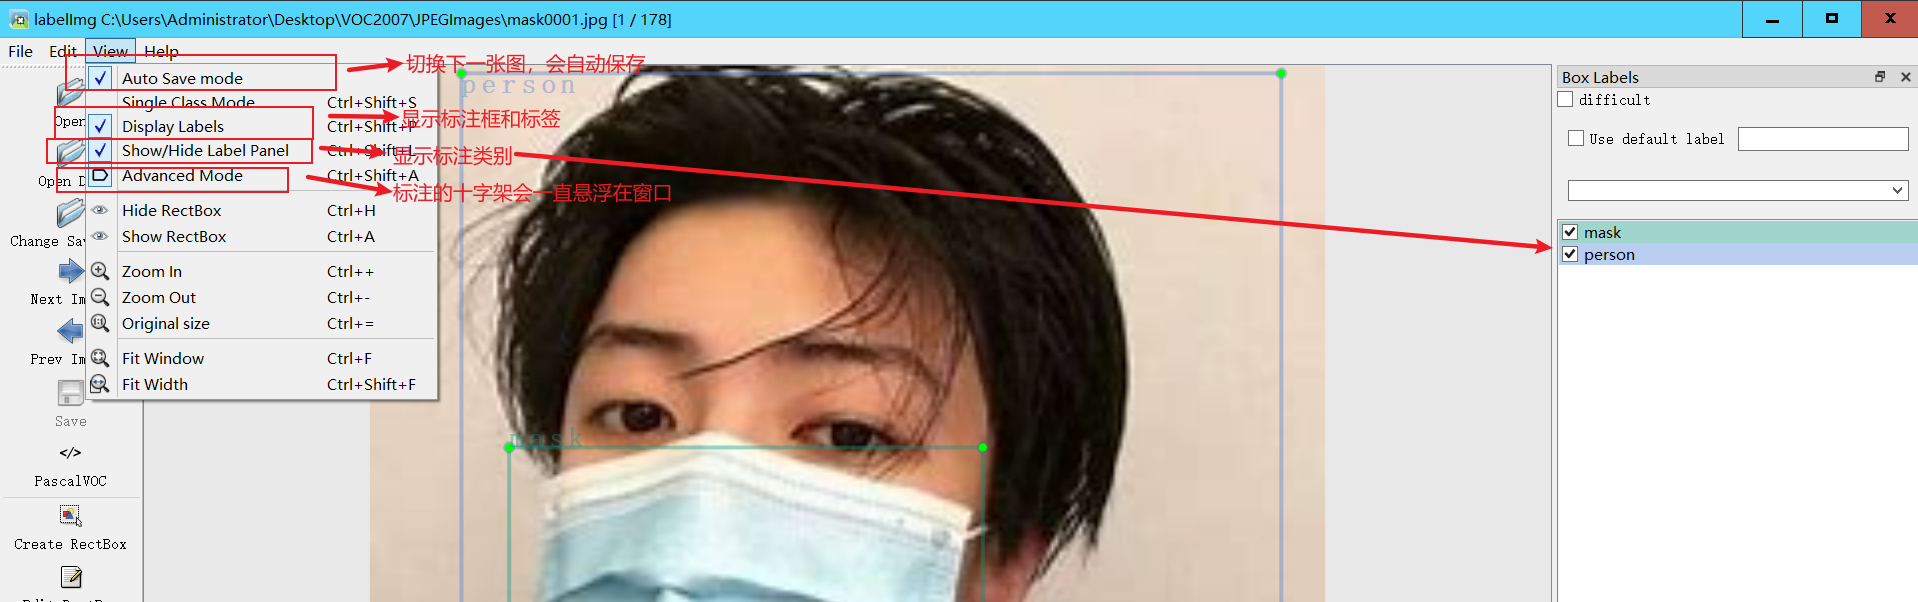 labelImg C:\Users\Administrator\Desktop\VOC2007\JPEGImages\mask0001.jpg [1 / 178]
File Edit View Help
Auto Save mode
切换下一张图，会自动保存
Single Class Mode Ctrl+Shift+S
Display Labels Ctrl+Shift+P
显示标注框和标签
Show/Hide Label Panel Ctrl+Shift+L
显示标注类别
Advanced Mode Ctrl+Shift+A
标注的十字架会一直悬浮在窗口
Hide RectBox Ctrl+H
Show RectBox Ctrl+A
Zoom In Ctrl++
Zoom Out Ctrl+-
Original size Ctrl+=
Fit Window Ctrl+F
Fit Width Ctrl+Shift+F
Open
Open D
Change Sa
Next Im
Prev Im
Save
</>
PascalVOC
Create RectBox
person
mask
Box Labels
difficult
Use default label
mask
person